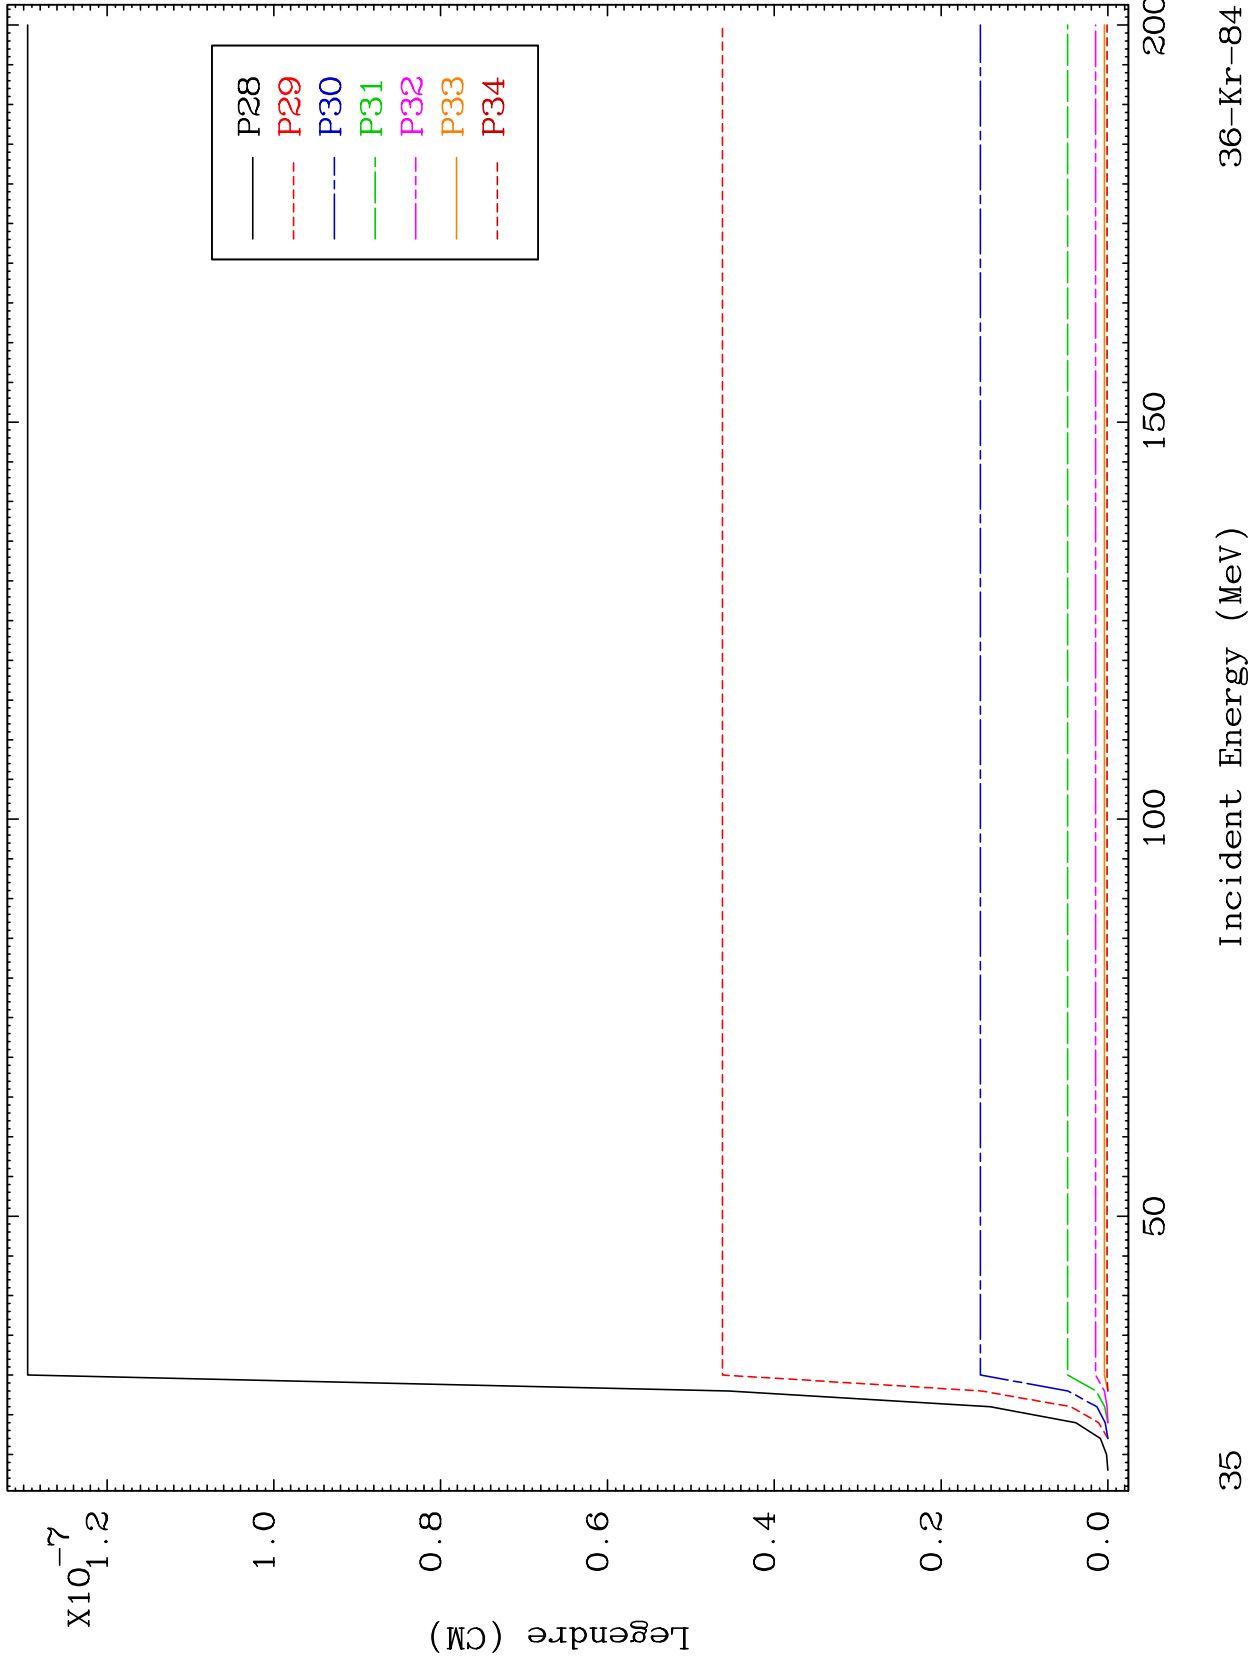 X10-7
1.2
1.0
0.8
0.6
0.4
0.2
0.0
Legendre (CM)
P28
P29
P30
P31
P32
P33
P34
50
100
150
200
35
Incident Energy (MeV)
36-Kr-84